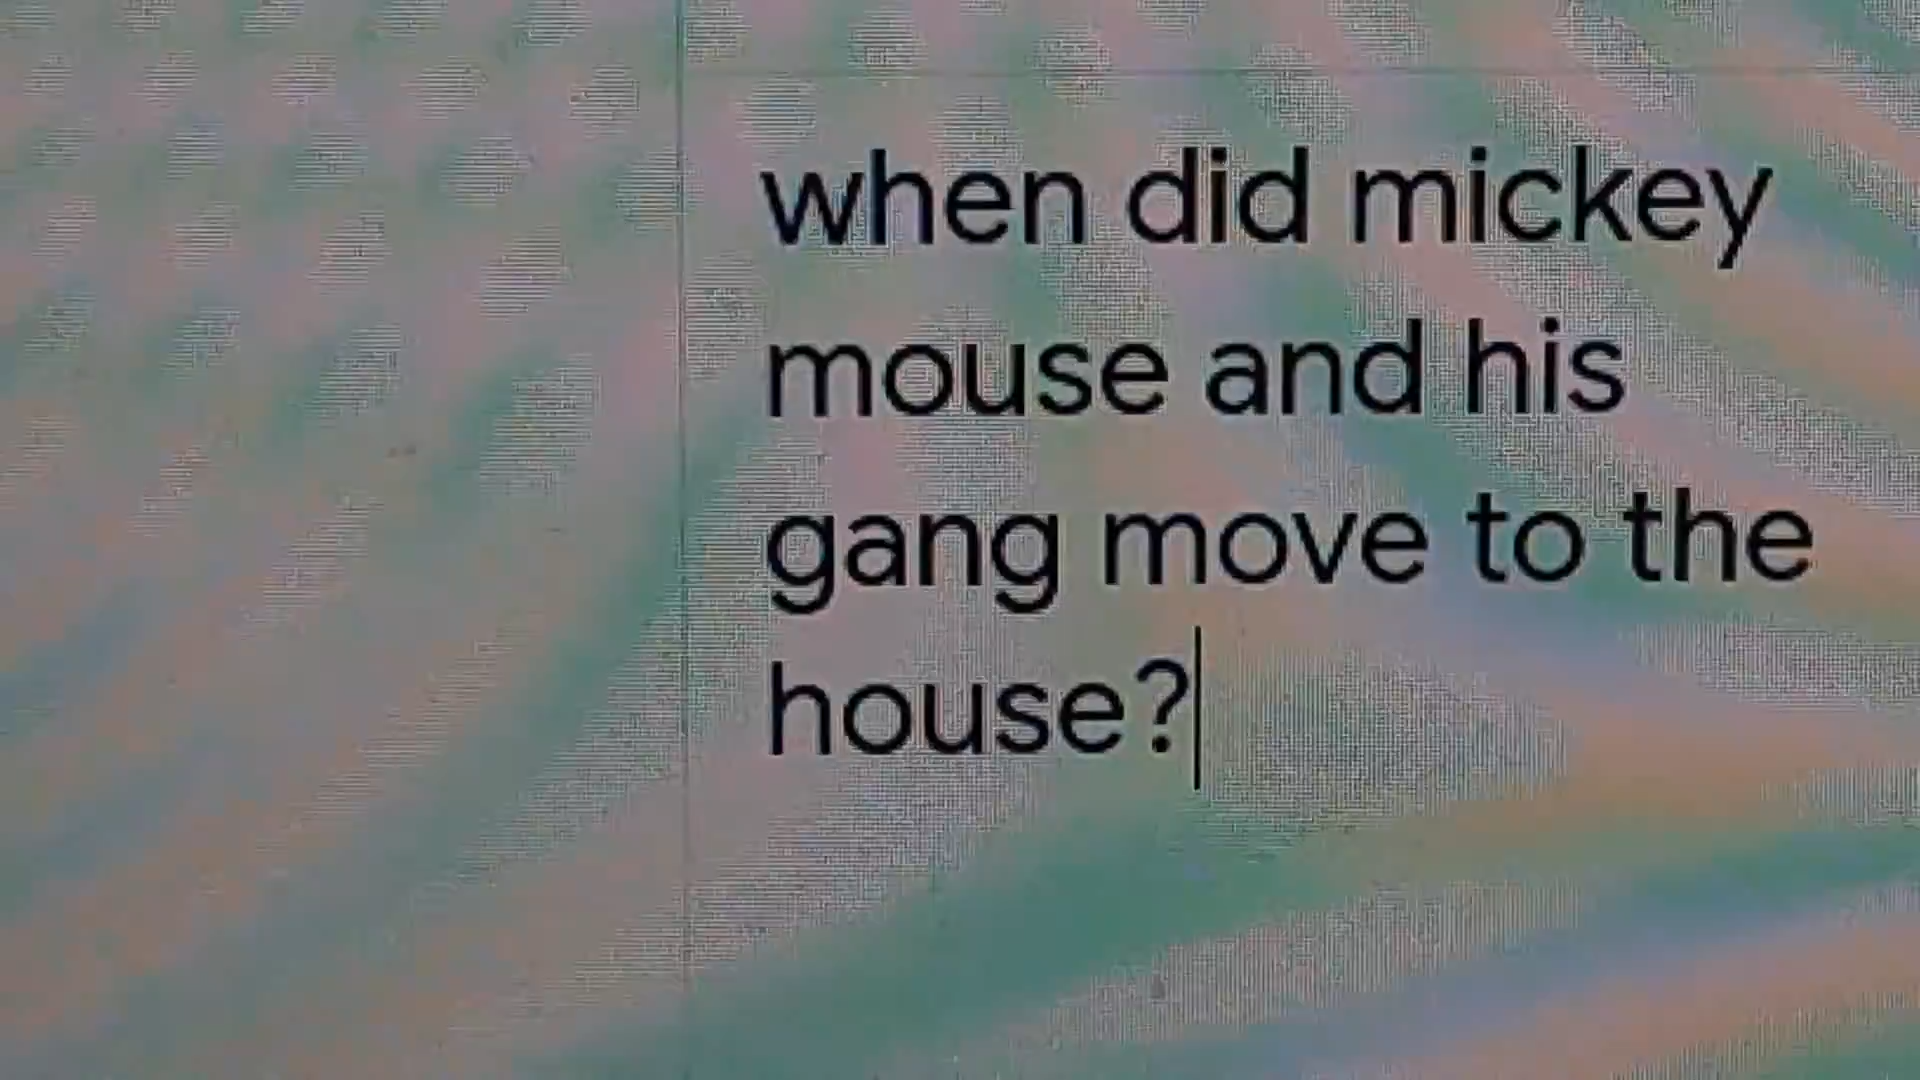 when did mickey
mouse and his
gang move to the
house?